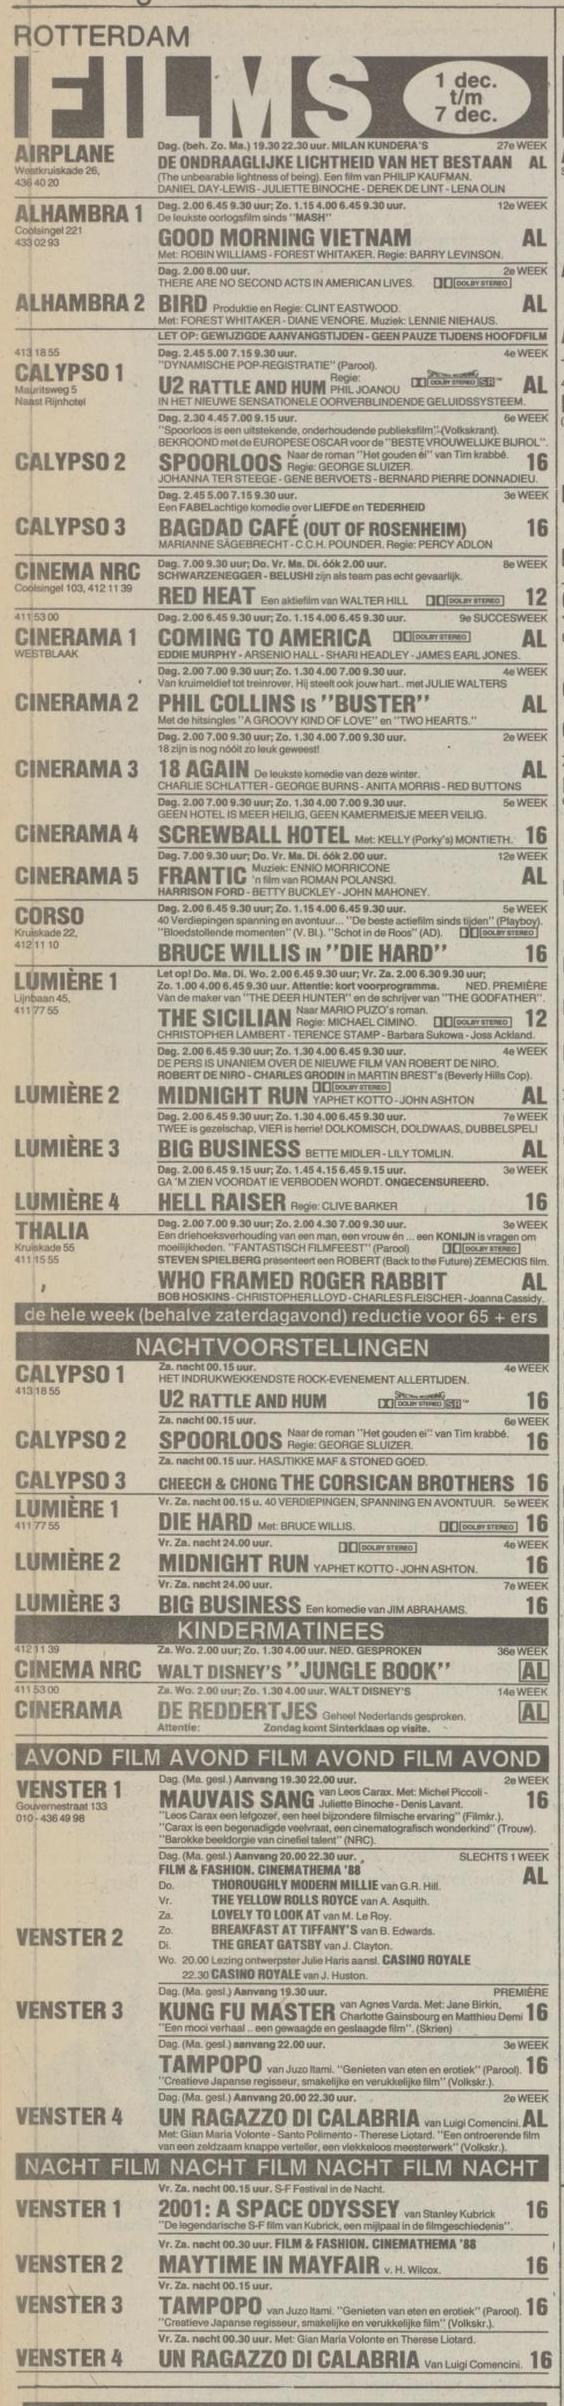 ROTTERDAM
FILMS
1 dec.
t/m
7 dec.
AIRPLANE
Westkruiskade 26,
436 40 20
Dag. (beh. Zo. Ma.) 19.30 22.30 uur. MILAN KUNDERA'S 27e WEEK
DE ONDRAAGLIJKE LICHTHEID VAN HET BESTAAN AL
(The unbearable lightness of being). Een film van PHILIP KAUFMAN.
DANIEL DAY-LEWIS - JULIETTE BINOCHE - DEREK DE LINT - LENA OLIN
ALHAMBRA 1
Coolsingel 221
433 02 93
Dag. 2.00 6.45 9.30 uur; Zo. 1.15 4.00 6.45 9.30 uur. 12e WEEK
De leukste oorlogsfilm sinds "MASH"
GOOD MORNING VIETNAM AL
Met: ROBIN WILLIAMS - FOREST WHITAKER. Regie: BARRY LEVINSON.
Dag. 2.00 8.00 uur. 2e WEEK
THERE ARE NO SECOND ACTS IN AMERICAN LIVES. DOLBY STEREO
ALHAMBRA 2 BIRD Produktie en Regie: CLINT EASTWOOD. AL
Met: FOREST WHITAKER - DIANE VENORE. Muziek: LENNIE NIEHAUS.
LET OP: GEWIJZIGDE AANVANGSTIJDEN - GEEN PAUZE TIJDENS HOOFDFILM
413 18 55
CALYPSO 1
Mauritsweg 5
Naast Rijnhotel
Dag. 2.45 5.00 7.15 9.30 uur. 4e WEEK
"DYNAMISCHE POP-REGISTRATIE" (Parool).
U2 RATTLE AND HUM Regie: PHIL JOANOU DOLBY STEREO SR AL
IN HET NIEUWE SENSATIONELE OORVERBLINDENDE GELUIDSSYSTEEM.
Dag. 2.30 4.45 7.00 9.15 uur. 6e WEEK
"Spoorloos is een uitstekende, onderhoudende publieksfilm" (Volkskrant).
BEKROOND met de EUROPESE OSCAR voor de "BESTE VROUWELIJKE BIJROL".
CALYPSO 2 SPOORLOOS Naar de roman "Het gouden ei" van Tim krabbé. Regie: GEORGE SLUIZER. 16
JOHANNA TER STEEGE - GENE BERVOETS - BERNARD PIERRE DONNADIEU.
Dag. 2.45 5.00 7.15 9.30 uur. 3e WEEK
Een FABELachtige komedie over LIEFDE en TEDERHEID
CALYPSO 3 BAGDAD CAFÉ (OUT OF ROSENHEIM) 16
MARIANNE SÄGEBRECHT - C.C.H. POUNDER. Regie: PERCY ADLON
CINEMA NRC
Coolsingel 103, 412 11 39
Dag. 7.00 9.30 uur; Do. Vr. Ma. Di. óók 2.00 uur. 8e WEEK
SCHWARZENEGGER - BELUSHI zijn als team pas echt gevaarlijk.
RED HEAT Een aktiefilm van WALTER HILL DOLBY STEREO 12
411 53 00
CINERAMA 1
WESTBLAAK
Dag. 2.00 6.45 9.30 uur; Zo. 1.15 4.00 6.45 9.30 uur. 9e SUCCESWEEK
COMING TO AMERICA DOLBY STEREO AL
EDDIE MURPHY - ARSENIO HALL - SHARI HEADLEY - JAMES EARL JONES.
Dag. 2.00 7.00 9.30 uur; Zo. 1.30 4.00 7.00 9.30 uur. 4e WEEK
Van kruimeldief tot treinrover, Hij steelt ook jouw hart.. met JULIE WALTERS
CINERAMA 2 PHIL COLLINS IS "BUSTER" AL
Met de hitsingles "A GROOVY KIND OF LOVE" en "TWO HEARTS."
Dag. 2.00 7.00 9.30 uur; Zo. 1.30 4.00 7.00 9.30 uur. 2e WEEK
18 zijn is nog nóóit zo leuk geweest!
CINERAMA 3 18 AGAIN De leukste komedie van deze winter. AL
CHARLIE SCHLATTER - GEORGE BURNS - ANITA MORRIS - RED BUTTONS
Dag. 2.00 7.00 9.30 uur; Zo. 1.30 4.00 7.00 9.30 uur. 5e WEEK
GEEN HOTEL IS MEER HEILIG, GEEN KAMERMEISJE MEER VEILIG.
CINERAMA 4 SCREWBALL HOTEL Met: KELLY (Porky's) MONTIETH. 16
Dag. 7.00 9.30 uur; Do. Vr. Ma. Di. óók 2.00 uur. 12e WEEK
CINERAMA 5 FRANTIC Muziek: ENNIO MORRICONE 'n film van ROMAN POLANSKI. AL
HARRISON FORD - BETTY BUCKLEY - JOHN MAHONEY.
CORSO
Kruiskade 22,
412 11 10
Dag. 2.00 6.45 9.30 uur; Zo. 1.15 4.00 6.45 9.30 uur. 5e WEEK
40 Verdiepingen spanning en avontuur... "De beste actiefilm sinds tijden" (Playboy).
"Bloedstollende momenten" (V. Bl.). "Schot in de Roos" (AD). DOLBY STEREO
BRUCE WILLIS IN "DIE HARD" 16
LUMIÈRE 1
Lijnbaan 45,
411 77 55
Let op! Do. Ma. Di. Wo. 2.00 6.45 9.30 uur; Vr. Za. 2.00 6.30 9.30 uur;
Zo. 1.00 4.00 6.45 9.30 uur. Attentie: kort voorprogramma. NED. PREMIÈRE
Van de maker van "THE DEER HUNTER" en de schrijver van "THE GODFATHER".
THE SICILIAN Naar MARIO PUZO's roman. Regie: MICHAEL CIMINO. DOLBY STEREO 12
CHRISTOPHER LAMBERT - TERENCE STAMP - Barbara Sukowa - Joss Ackland.
Dag. 2.00 6.45 9.30 uur; Zo. 1.30 4.00 6.45 9.30 uur. 4e WEEK
DE PERS IS UNANIEM OVER DE NIEUWE FILM VAN ROBERT DE NIRO.
ROBERT DE NIRO - CHARLES GRODIN in MARTIN BREST's (Beverly Hills Cop).
LUMIÈRE 2 MIDNIGHT RUN DOLBY STEREO YAPHET KOTTO - JOHN ASHTON AL
Dag. 2.00 6.45 9.30 uur; Zo. 1.30 4.00 6.45 9.30 uur. 7e WEEK
TWEE is gezelschap, VIER is herrie! DOLKOMISCH, DOLDWAAS, DUBBELSPEL!
LUMIÈRE 3 BIG BUSINESS BETTE MIDLER - LILY TOMLIN. AL
Dag. 2.00 6.45 9.15 uur; Zo. 1.45 4.15 6.45 9.15 uur. 3e WEEK
GA 'M ZIEN VOORDAT IE VERBODEN WORDT. ONGECENSUREERD.
LUMIÈRE 4 HELL RAISER Regie: CLIVE BARKER 16
THALIA
Kruiskade 55
411 15 55
Dag. 2.00 7.00 9.30 uur; Zo. 2.00 4.30 7.00 9.30 uur. 3e WEEK
Een driehoeksverhouding van een man, een vrouw én ... een KONIJN is vragen om
moeilijkheden. "FANTASTISCH FILMFEEST" (Parool) DOLBY STEREO
STEVEN SPIELBERG presenteert een ROBERT (Back to the Future) ZEMECKIS film.
WHO FRAMED ROGER RABBIT AL
BOB HOSKINS - CHRISTOPHER LLOYD - CHARLES FLEISCHER - Joanna Cassidy.
de hele week (behalve zaterdagavond) reductie voor 65 + ers
NACHTVOORSTELLINGEN
CALYPSO 1
413 18 55
Za. nacht 00.15 uur. 4e WEEK
HET INDRUKWEKKENDSTE ROCK-EVENEMENT ALLERTIJDEN.
U2 RATTLE AND HUM DOLBY STEREO SR 16
Za. nacht 00.15 uur. 6e WEEK
CALYPSO 2 SPOORLOOS Naar de roman "Het gouden ei" van Tim krabbé. Regie: GEORGE SLUIZER. 16
Za. nacht 00.15 uur. HASJTIKKE MAF & STONED GOED.
CALYPSO 3 CHEECH & CHONG THE CORSICAN BROTHERS 16
LUMIÈRE 1
411 77 55
Vr. Za. nacht 00.15 u. 40 VERDIEPINGEN, SPANNING EN AVONTUUR. 5e WEEK
DIE HARD Met: BRUCE WILLIS. DOLBY STEREO 16
Vr. Za. nacht 24.00 uur. DOLBY STEREO 4e WEEK
LUMIÈRE 2 MIDNIGHT RUN YAPHET KOTTO - JOHN ASHTON. 16
Vr. Za. nacht 24.00 uur. 7e WEEK
LUMIÈRE 3 BIG BUSINESS Een komedie van JIM ABRAHAMS. 16
KINDERMATINEES
412 11 39
Za. Wo. 2.00 uur; Zo. 1.30 4.00 uur. NED. GESPROKEN 36e WEEK
CINEMA NRC WALT DISNEY'S "JUNGLE BOOK" AL
411 53 00
Za. Wo. 2.00 uur; Zo. 1.30 4.00 uur. WALT DISNEY'S 14e WEEK
CINERAMA DE REDDERTJES Geheel Nederlands gesproken. AL
Attentie: Zondag komt Sinterklaas op visite.
AVOND FILM AVOND FILM AVOND FILM AVOND
VENSTER 1
Gouvernestraat 133
010 - 436 49 98
Dag. (Ma. gesl.) Aanvang 19.30 22.00 uur. 2e WEEK
MAUVAIS SANG van Leos Carax. Met: Michel Piccoli - Juliette Binoche - Denis Lavant. 16
"Leos Carax een lefgozer, een heel bijzondere filmische ervaring" (Filmkr.).
"Carax is een begenadigde veelvraat, een cinematografisch wonderkind" (Trouw).
"Barokke beeldorgie van cinefiel talent" (NRC).
Dag. (Ma. gesl.) Aanvang 20.00 22.30 uur. SLECHTS 1 WEEK
FILM & FASHION. CINEMATHEMA '88 AL
Do. THOROUGHLY MODERN MILLIE van G.R. Hill.
Vr. THE YELLOW ROLLS ROYCE van A. Asquith.
Za. LOVELY TO LOOK AT van M. Le Roy.
VENSTER 2
Zo. BREAKFAST AT TIFFANY'S van B. Edwards.
Di. THE GREAT GATSBY van J. Clayton.
Wo. 20.00 Lezing ontwerpster Julie Haris aansl. CASINO ROYALE
22.30 CASINO ROYALE van J. Huston.
Dag. (Ma. gesl.) Aanvang 19.30 uur. PREMIÈRE
VENSTER 3 KUNG FU MASTER van Agnes Varda. Met: Jane Birkin, Charlotte Gainsbourg en Matthieu Demi 16
"Een mooi verhaal .. een gewaagde en geslaagde film". (Skrien)
Dag. (Ma. gesl.) aanvang 22.00 uur. 3e WEEK
TAMPOPO van Juzo Itami. "Genieten van eten en erotiek" (Parool). 16
"Creatieve Japanse regisseur, smakelijke en verukkelijke film" (Volkskr.).
Dag. (Ma. gesl.) Aanvang 20.00 22.30 uur. 2e WEEK
VENSTER 4 UN RAGAZZO DI CALABRIA van Luigi Comencini. AL
Met: Gian Maria Volonte - Santo Polimento - Therese Liotard. "Een ontroerende film
van een zeldzaam knappe verteller, een vlekkeloos meesterwerk" (Volkskr.).
NACHT FILM NACHT FILM NACHT FILM NACHT
Vr. Za. nacht 00.15 uur. S-F Festival in de Nacht.
VENSTER 1 2001: A SPACE ODYSSEY van Stanley Kubrick 16
"De legendarische S-F film van Kubrick, een mijlpaal in de filmgeschiedenis".
Vr. Za. nacht 00.30 uur. FILM & FASHION. CINEMATHEMA '88
VENSTER 2 MAYTIME IN MAYFAIR v. H. Wilcox. 16
Vr. Za. nacht 00.15 uur.
VENSTER 3 TAMPOPO van Juzo Itami. "Genieten van eten en erotiek" (Parool). 16
"Creatieve Japanse regisseur, smakelijke en verukkelijke film" (Volkskr.).
Vr. Za. nacht 00.30 uur. Met: Gian Maria Volonte en Therese Liotard.
VENSTER 4 UN RAGAZZO DI CALABRIA Van Luigi Comencini. 16